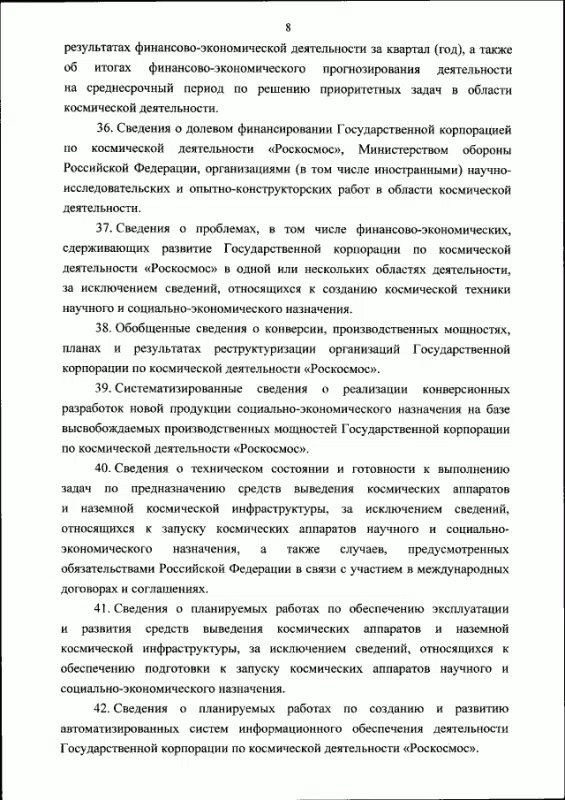 8
результатах финансово-экономической деятельности за квартал (год), а также
об итогах финансово-экономического прогнозирования деятельности
на среднесрочный период по решению приоритетных задач в области
космической деятельности.
36. Сведения о долевом финансировании Государственной корпорацией
по космической деятельности «Роскосмос», Министерством обороны
Российской Федерации, организациями (в том числе иностранными) научно-
исследовательских и опытно-конструкторских работ в области космической
деятельности.
37. Сведения о проблемах, в том числе финансово-экономических,
сдерживающих развитие Государственной корпорации по космической
деятельности «Роскосмос» в одной или нескольких областях деятельности,
за исключением сведений, относящихся к созданию космической техники
научного и социально-экономического назначения.
38. Обобщенные сведения о конверсии, производственных мощностях,
планах и результатах реструктуризации организаций Государственной
корпорации по космической деятельности «Роскосмос».
39. Систематизированные сведения о реализации конверсионных
разработок новой продукции социально-экономического назначения на базе
высвобождаемых производственных мощностей Государственной корпорации
по космической деятельности «Роскосмос».
40. Сведения о техническом состоянии и готовности к выполнению
задач по предназначению средств выведения космических аппаратов
и наземной космической инфраструктуры, за исключением сведений,
относящихся к запуску космических аппаратов научного и социально-
экономического назначения, а также случаев, предусмотренных
обязательствами Российской Федерации в связи с участием в международных
договорах и соглашениях.
41. Сведения о планируемых работах по обеспечению эксплуатации
и развития средств выведения космических аппаратов и наземной
космической инфраструктуры, за исключением сведений, относящихся к
обеспечению подготовки к запуску космических аппаратов научного и
социально-экономического назначения.
42. Сведения о планируемых работах по созданию и развитию
автоматизированных систем информационного обеспечения деятельности
Государственной корпорации по космической деятельности «Роскосмос».